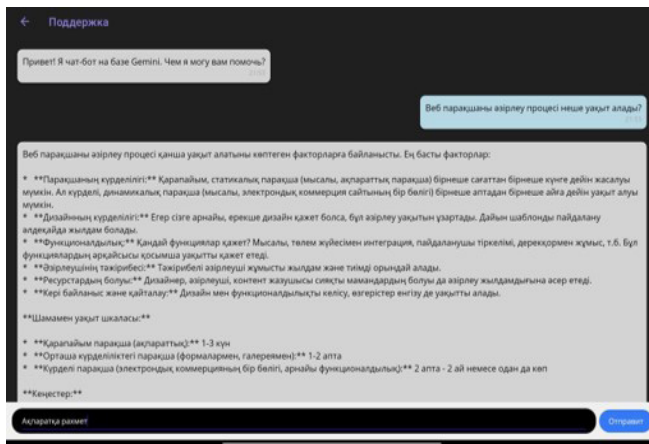 ← Поддержка
Привет! Я чат-бот на базе Gemini. Чем я могу вам помочь?
Веб парақшаны әзірлеу процесі неше уақыт алады?
Веб парақшаны әзірлеу процесі қанша уақыт алатыны көптеген факторларға байланысты. Ең басты факторлар:
* **Парақшаның күрделілігі:** Қарапайым, статикалық парақша (мысалы, ақпараттық парақша) бірнеше сағаттан бірнеше күнге дейін жасалуы
мүмкін. Ал күрделі, динамикалық парақша (мысалы, электрондық коммерция сайтының бір бөлігі) бірнеше аптадан бірнеше айға дейін уақыт алуы
мүмкін.
* **Дизайнның күрделілігі:** Егер сізге арнайы, ерекше дизайн қажет болса, бұл әзірлеу уақытын ұзартады. Дайын шаблонды пайдалану
әлдеқайда жылдам болады.
* **Функционалдылық:** Қандай функциялар қажет? Мысалы, төлем жүйесімен интеграция, пайдаланушы тіркелімі, дерекқормен жұмыс, т.б. Бұл
функциялардың әрқайсысы қосымша уақытты қажет етеді.
* **Әзірлеушінің тәжірибесі:** Тәжірибелі әзірлеуші жұмысты жылдам және тиімді орындай алады.
* **Ресурстардың болуы:** Дизайнер, әзірлеуші, контент жазушысы сияқты мамандардың болуы да әзірлеу жылдамдығына әсер етеді.
* **Кері байланыс және қайталау:** Дизайн мен функционалдылықты келісу, өзгерістер енгізу де уақытты алады.
**Шамамен уақыт шкаласы:**
* **Қарапайым парақша (ақпараттық):** 1-3 күн
* **Орташа күрделіліктегі парақша (формалармен, галереямен):** 1-2 апта
* **Күрделі парақша (электрондық коммерцияның бір бөлігі, арнайы функционалдылық):** 2 апта - 2 ай немесе одан да көп
**Кеңестер:**
Ақпаратқа рахмет
Отправит